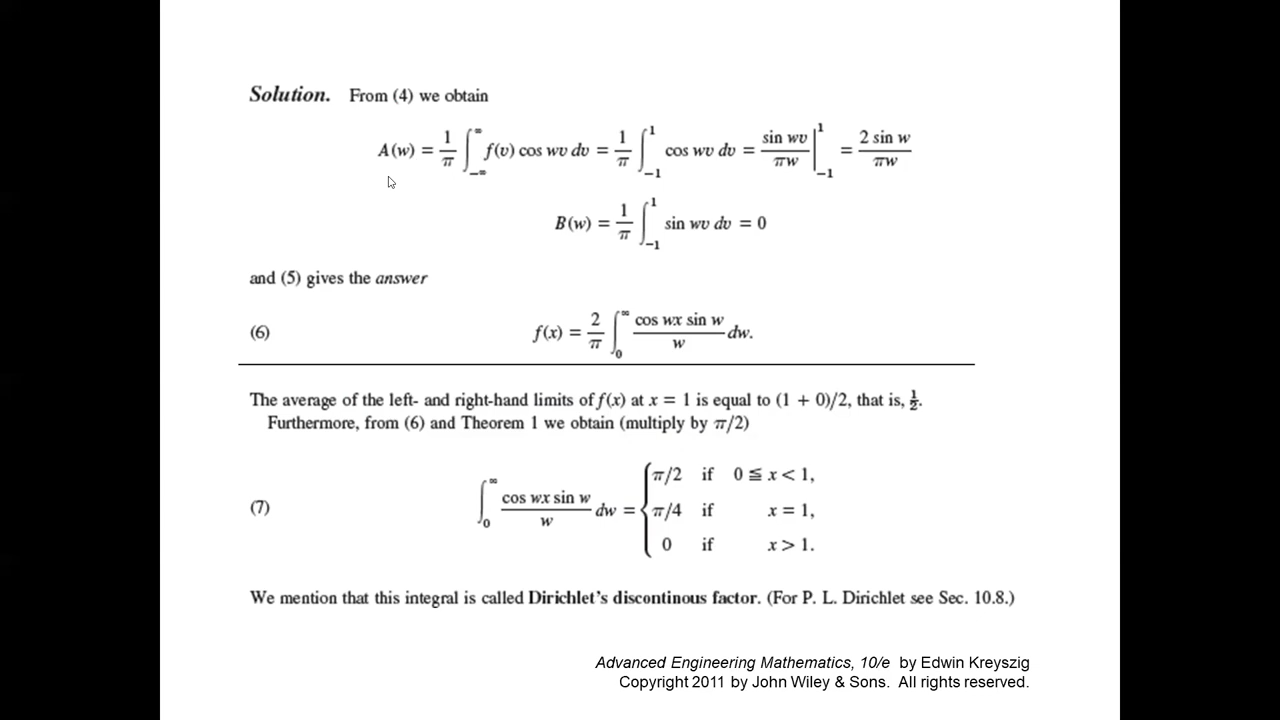 Solution. From (4) we obtain
A(w) = 1/π ∫_{-∞}^{∞} f(v) cos wv dv = 1/π ∫_{-1}^{1} cos wv dv = sin wv/πw |_{-1}^{1} = 2 sin w/πw
B(w) = 1/π ∫_{-1}^{1} sin wv dv = 0
and (5) gives the answer
(6) f(x) = 2/π ∫_{0}^{∞} cos wx sin w/w dw.
The average of the left- and right-hand limits of f(x) at x = 1 is equal to (1 + 0)/2, that is, ½.
Furthermore, from (6) and Theorem 1 we obtain (multiply by π/2)
(7) ∫_{0}^{∞} cos wx sin w/w dw = { π/2 if 0 ≦ x < 1,
π/4 if x = 1,
0 if x > 1.
We mention that this integral is called Dirichlet's discontinous factor. (For P. L. Dirichlet see Sec. 10.8.)
Advanced Engineering Mathematics, 10/e by Edwin Kreyszig
Copyright 2011 by John Wiley & Sons. All rights reserved.